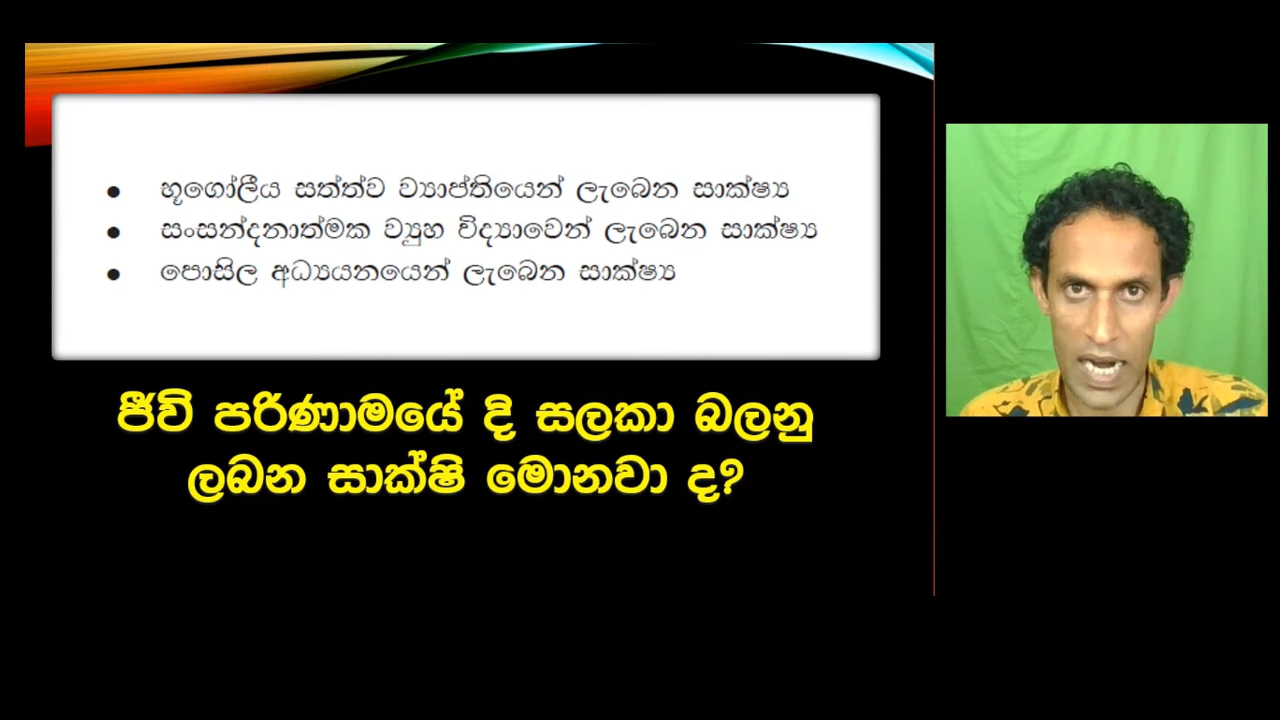 • භූගෝලීය සත්ත්ව ව්‍යාප්තියෙන් ලැබෙන සාක්ෂ්‍ය
• සංසන්දනාත්මක ව්‍යුහ විද්‍යාවෙන් ලැබෙන සාක්ෂ්‍ය
• පොසිල අධ්‍යයනයෙන් ලැබෙන සාක්ෂ්‍ය
ජීවි පරිණාමයේ දි සලකා බලනු
ලබන සාක්ෂි මොනවා ද?